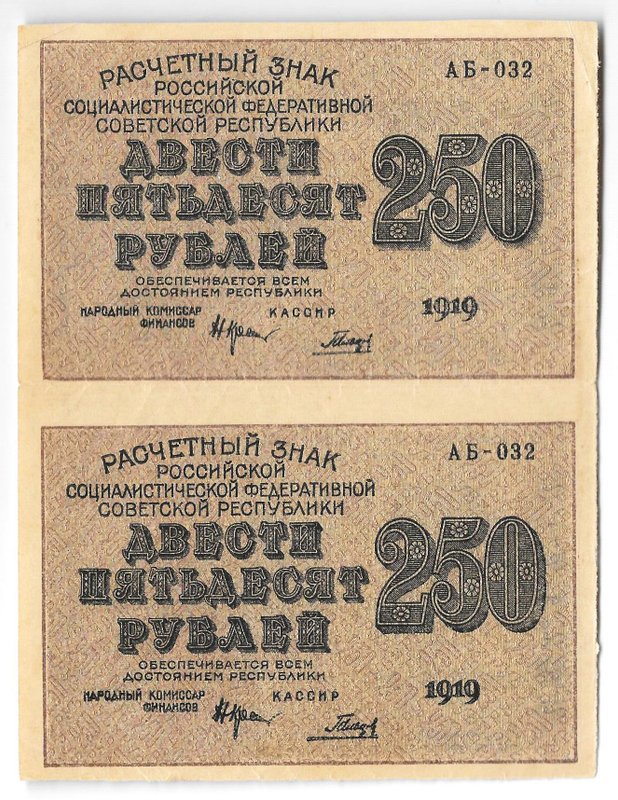 РАСЧЕТНЫЙ ЗНАК
АБ-032
РОССИЙСКОЙ
СОЦИАЛИСТИЧЕСКОЙ ФЕДЕРАТИВНОЙ
СОВЕТСКОЙ РЕСПУБЛИКИ
ДВЕСТИ
ПЯТЬДЕСЯТ
РУБЛЕЙ
250
ОБЕСПЕЧИВАЕТСЯ ВСЕМ
ДОСТОЯНИЕМ РЕСПУБЛИКИ
НАРОДНЫЙ КОМИССАР
ФИНАНСОВ
КАССИР
1919
РАСЧЕТНЫЙ ЗНАК
АБ-032
РОССИЙСКОЙ
СОЦИАЛИСТИЧЕСКОЙ ФЕДЕРАТИВНОЙ
СОВЕТСКОЙ РЕСПУБЛИКИ
ДВЕСТИ
ПЯТЬДЕСЯТ
РУБЛЕЙ
250
ОБЕСПЕЧИВАЕТСЯ ВСЕМ
ДОСТОЯНИЕМ РЕСПУБЛИКИ
НАРОДНЫЙ КОМИССАР
ФИНАНСОВ
КАССИР
1919